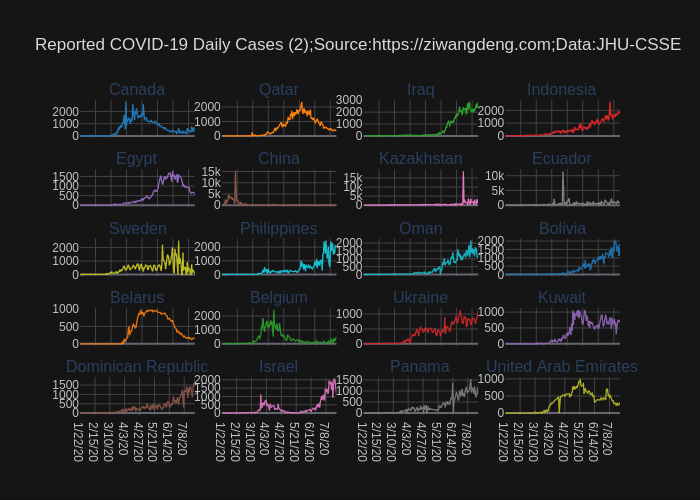 Reported COVID-19 Daily Cases (2);Source:https://ziwangdeng.com;Data:JHU-CSSE
Canada Qatar Iraq Indonesia
2000 1000 0 2000 1000 0 3000 2000 1000 0 2000 1000 0
Egypt China Kazakhstan Ecuador
1500 1000 500 0 15k 10k 5k 0 15k 10k 5k 0 10k 5k 0
Sweden Philippines Oman Bolivia
2000 1000 0 2000 1000 0 2000 1500 1000 500 0 2000 1500 1000 500 0
Belarus Belgium Ukraine Kuwait
1000 500 0 2000 1000 0 1000 500 0 1000 500 0
Dominican Republic Israel Panama United Arab Emirates
1500 1000 500 0 2000 1500 1000 500 0 1500 1000 500 0 1000 500 0
1/22/20 2/15/20 3/10/20 4/3/20 4/27/20 5/21/20 6/14/20 7/8/20 1/22/20 2/15/20 3/10/20 4/3/20 4/27/20 5/21/20 6/14/20 7/8/20 1/22/20 2/15/20 3/10/20 4/3/20 4/27/20 5/21/20 6/14/20 7/8/20 1/22/20 2/15/20 3/10/20 4/3/20 4/27/20 5/21/20 6/14/20 7/8/20